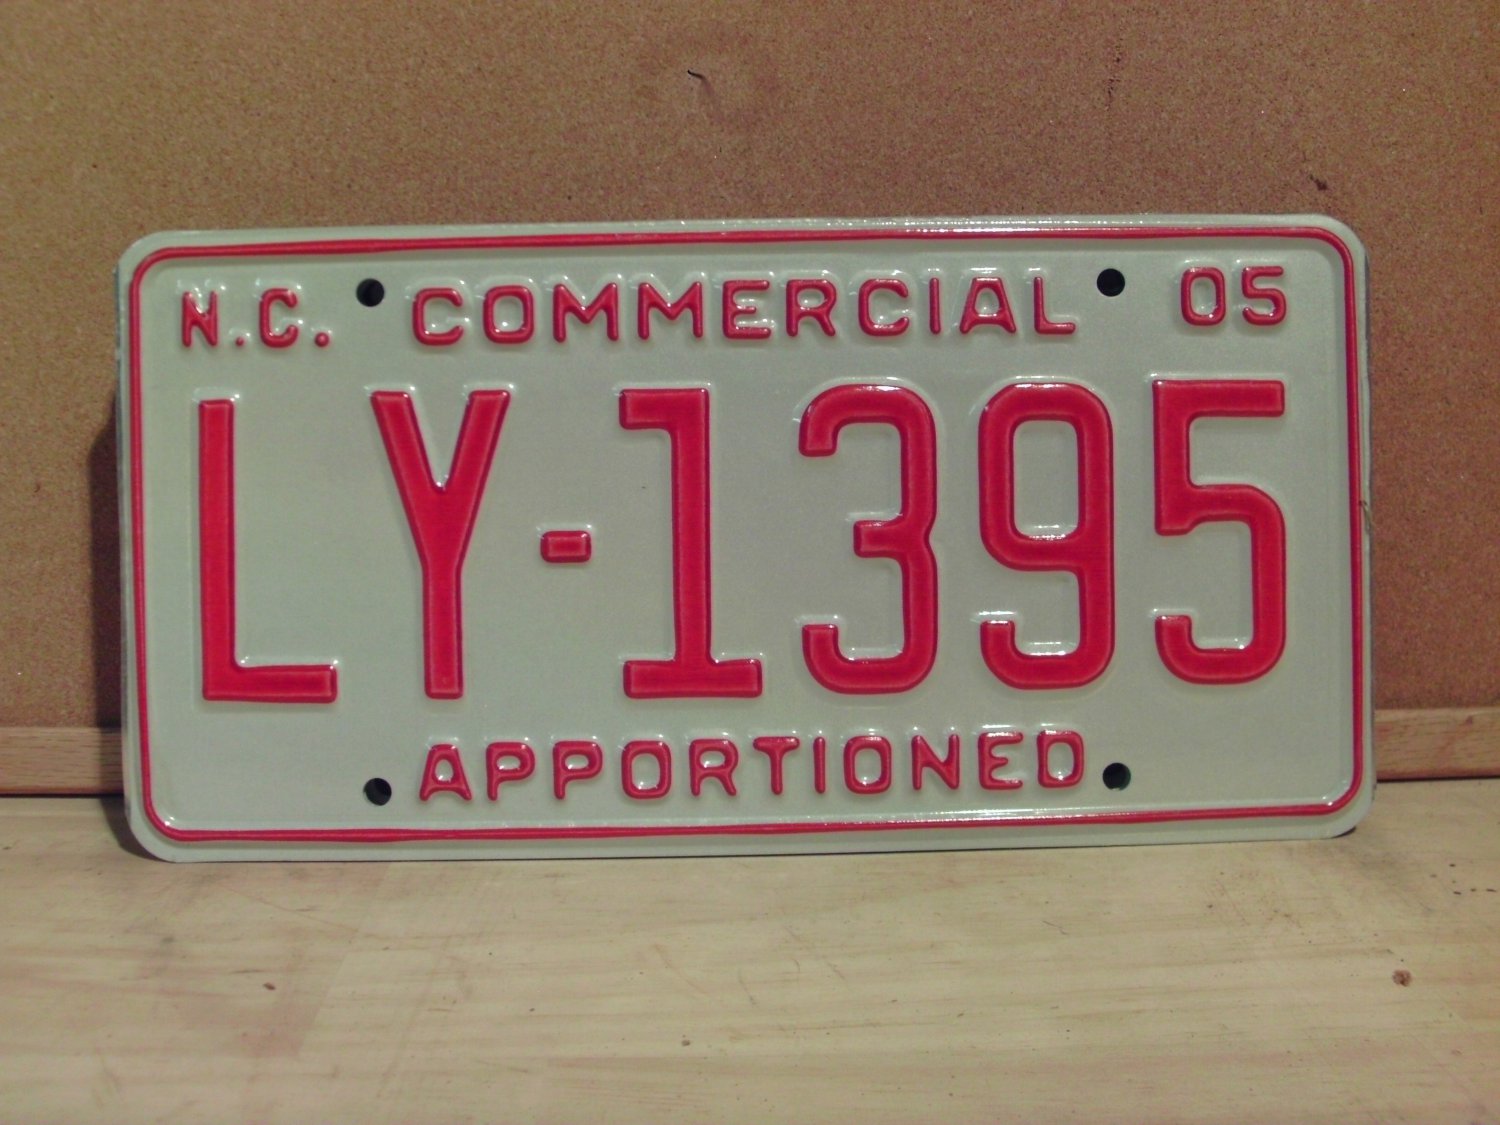 N.C. COMMERCIAL 05
LY-1395
APPORTIONED